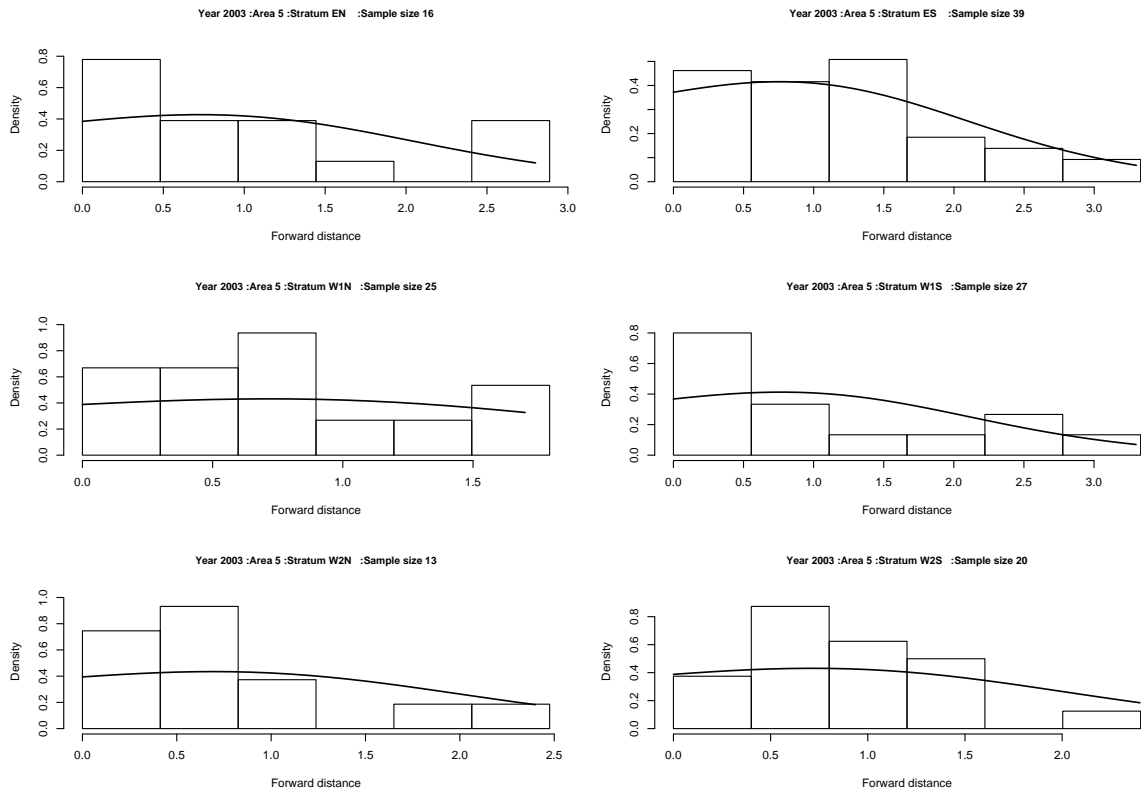 Year 2003 :Area 5 :Stratum EN :Sample size 16
Density
0.0 0.2 0.4 0.6 0.8
0.0 0.5 1.0 1.5 2.0 2.5 3.0
Forward distance
Year 2003 :Area 5 :Stratum ES :Sample size 39
Density
0.0 0.2 0.4
0.0 0.5 1.0 1.5 2.0 2.5 3.0
Forward distance
Year 2003 :Area 5 :Stratum W1N :Sample size 25
Density
0.0 0.2 0.4 0.6 0.8 1.0
0.0 0.5 1.0 1.5
Forward distance
Year 2003 :Area 5 :Stratum W1S :Sample size 27
Density
0.0 0.2 0.4 0.6 0.8
0.0 0.5 1.0 1.5 2.0 2.5 3.0
Forward distance
Year 2003 :Area 5 :Stratum W2N :Sample size 13
Density
0.0 0.2 0.4 0.6 0.8 1.0
0.0 0.5 1.0 1.5 2.0 2.5
Forward distance
Year 2003 :Area 5 :Stratum W2S :Sample size 20
Density
0.0 0.2 0.4 0.6 0.8
0.0 0.5 1.0 1.5 2.0
Forward distance